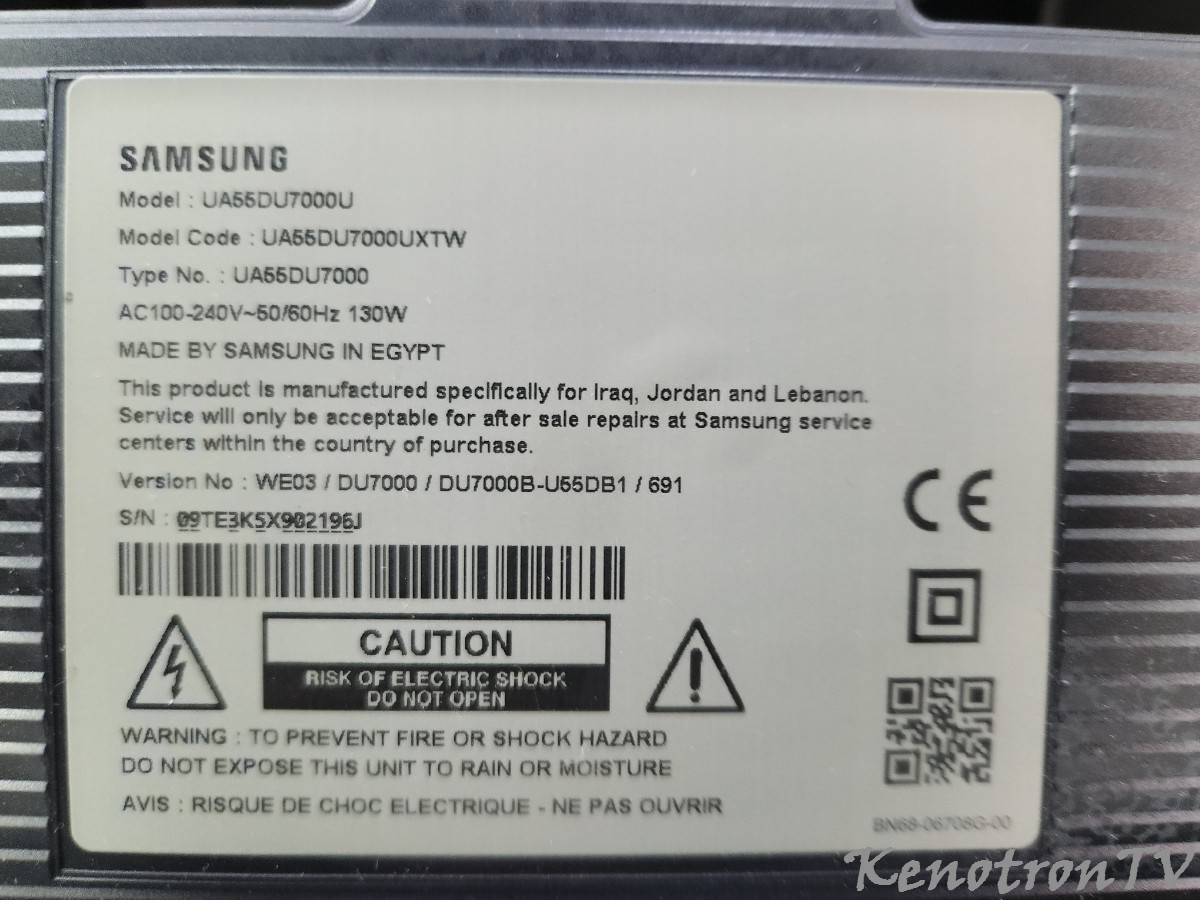 SAMSUNG
Model : UA55DU7000U
Model Code : UA55DU7000UXTW
Type No. : UA55DU7000
AC100-240V~50/60Hz 130W
MADE BY SAMSUNG IN EGYPT
This product is manufactured specifically for Iraq, Jordan and Lebanon.
Service will only be acceptable for after sale repairs at Samsung service
centers within the country of purchase.
Version No : WE03 / DU7000 / DU7000B-U55DB1 / 691
S/N : 09TE3K5X902196J
CE
CAUTION
RISK OF ELECTRIC SHOCK
DO NOT OPEN
WARNING : TO PREVENT FIRE OR SHOCK HAZARD
DO NOT EXPOSE THIS UNIT TO RAIN OR MOISTURE
AVIS : RISQUE DE CHOC ELECTRIQUE - NE PAS OUVRIR
BN68-06708G-00
KenotronTV